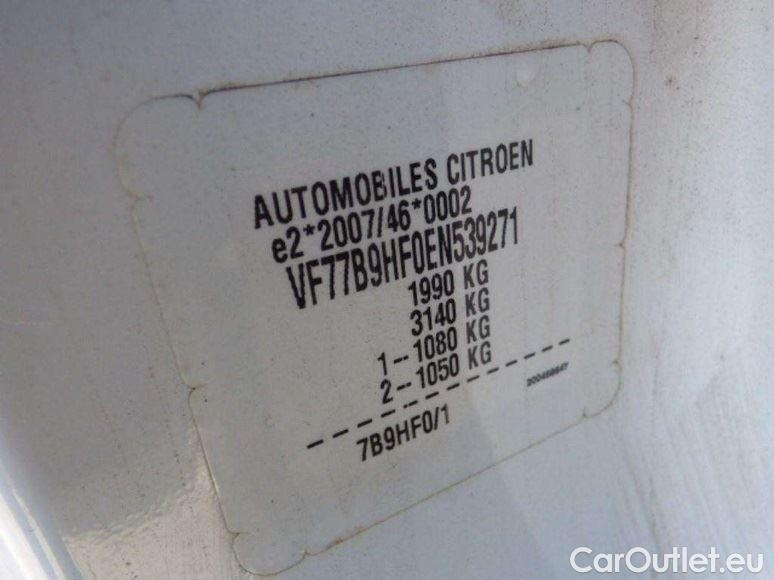 AUTOMOBILES CITROEN
e2*2007/46*0002
VF77B9HF0EN539271
1990 KG
3140 KG
1-- 1080 KG
2-- 1050 KG
7B9HF0/1
CarOutlet.eu